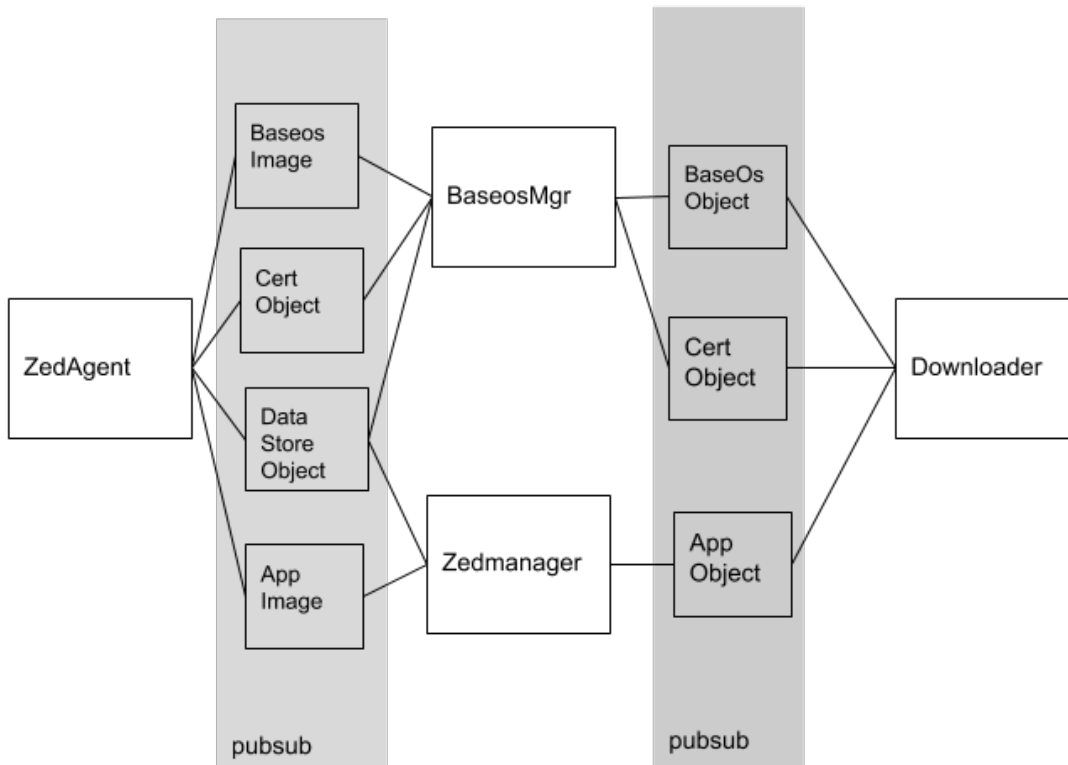 ZedAgent
Baseos
Image
Cert
Object
Data
Store
Object
App
Image
pubsub
BaseosMgr
Zedmanager
BaseOs
Object
Cert
Object
App
Object
pubsub
Downloader